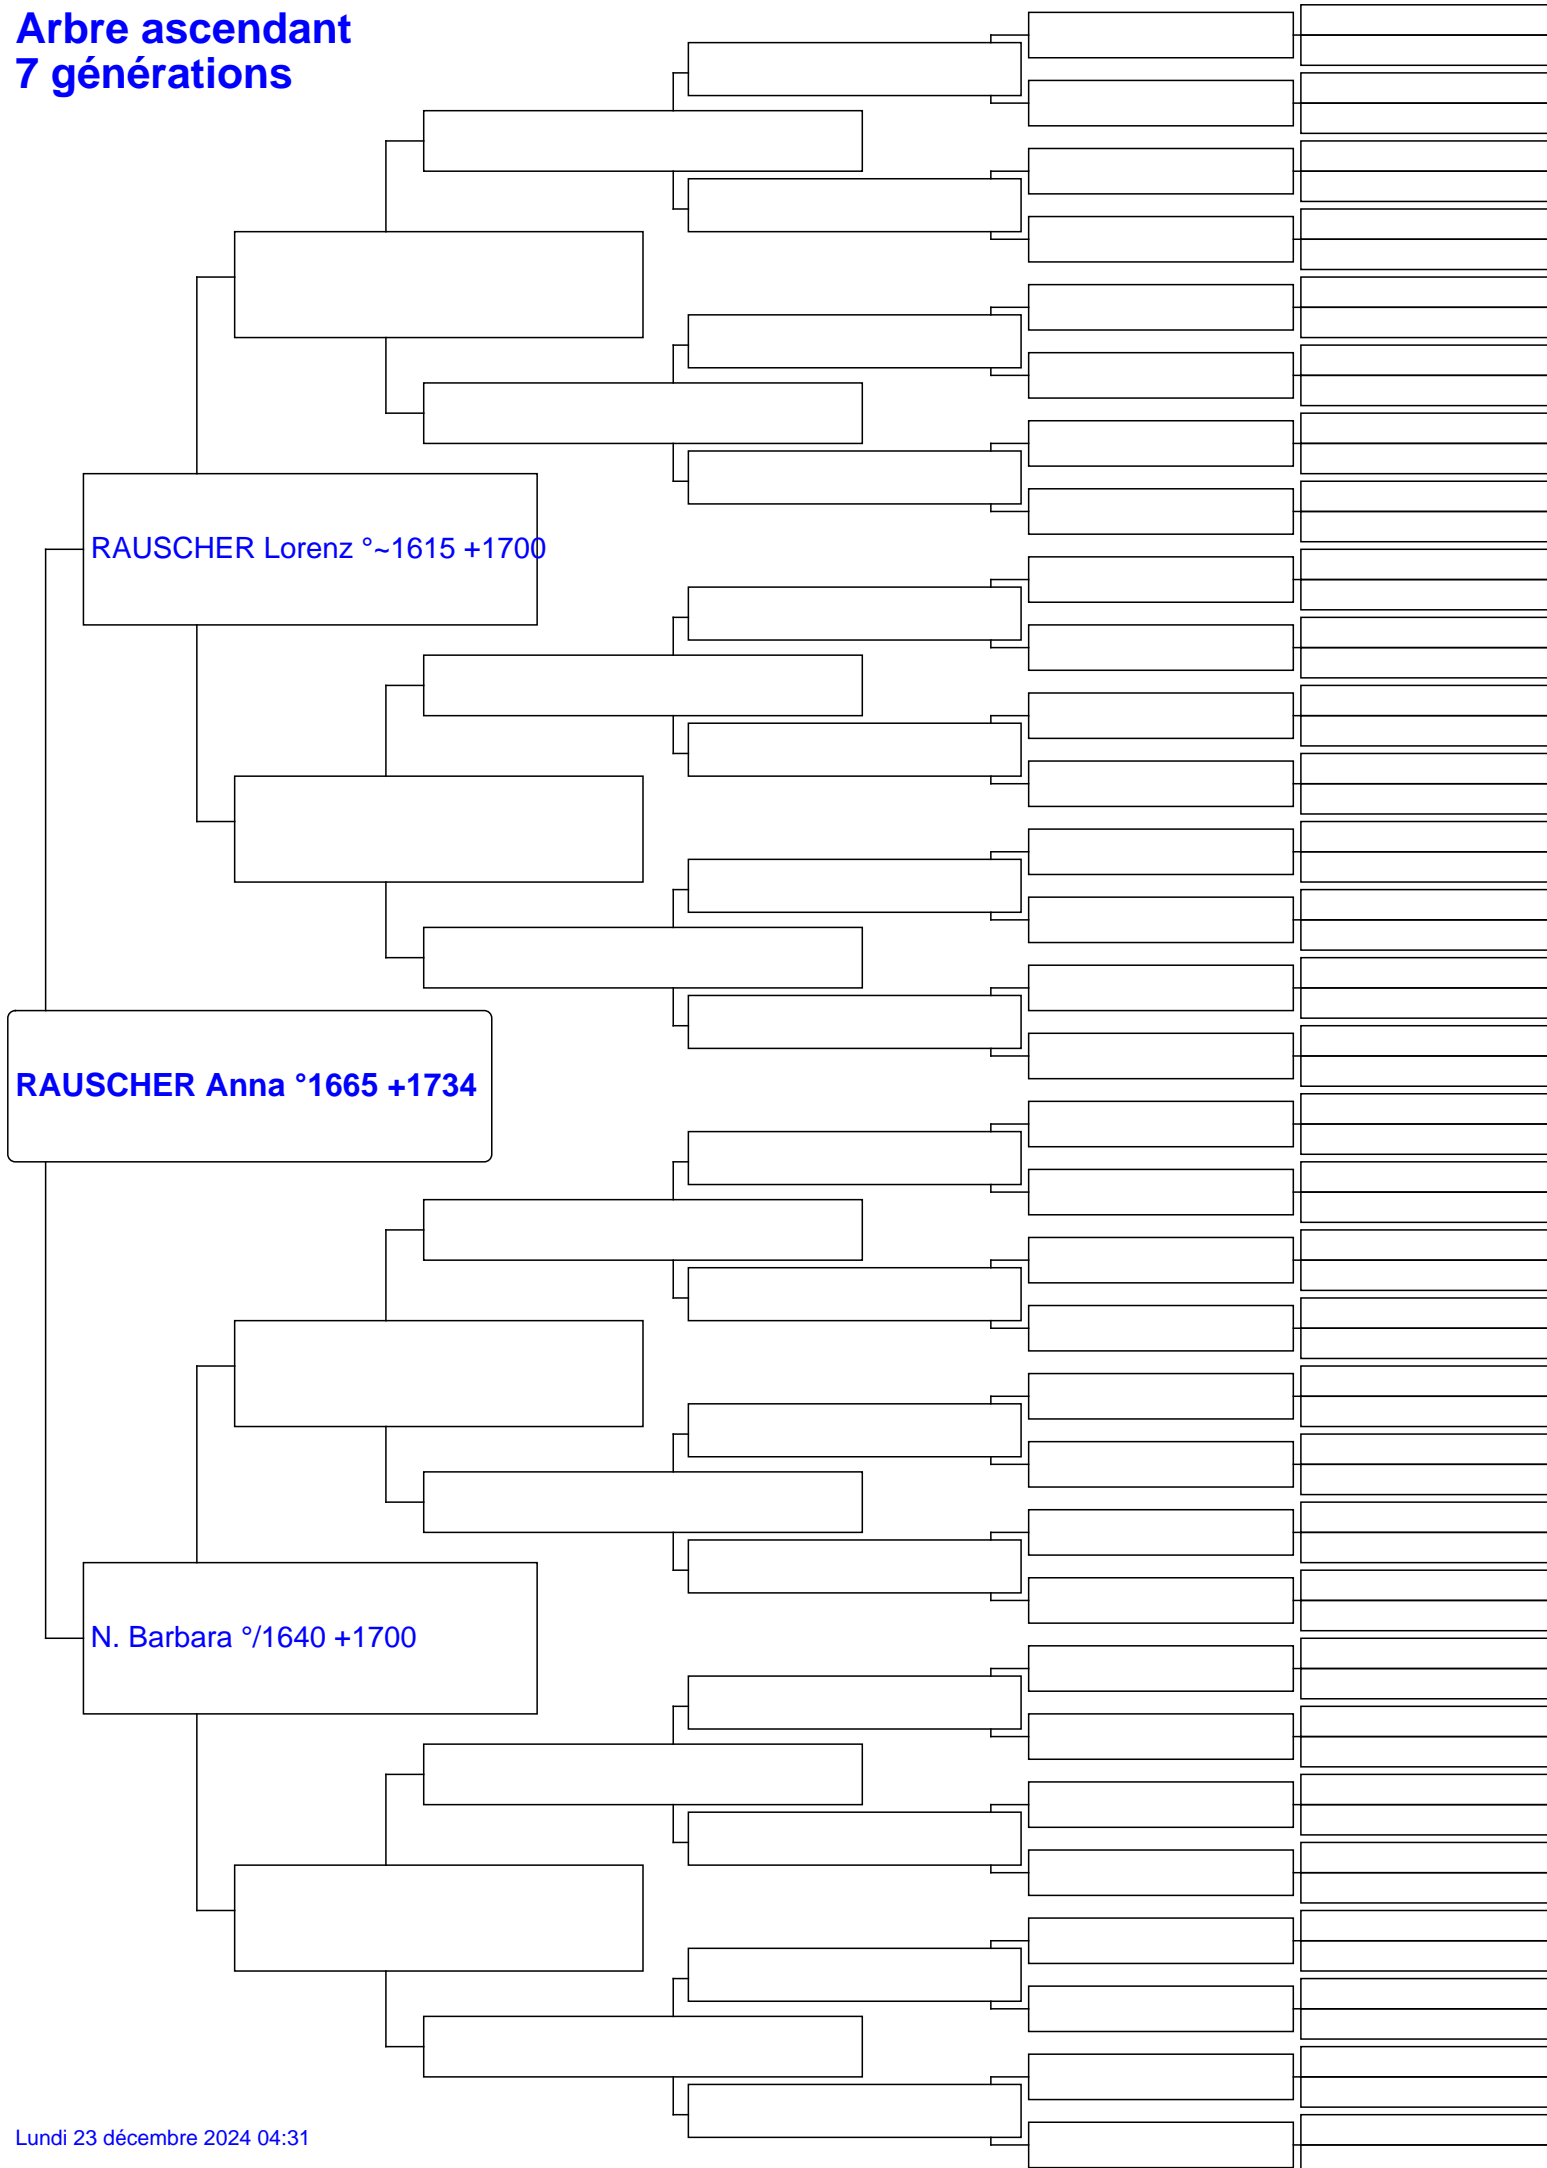 Arbre ascendant
7 générations
RAUSCHER Lorenz °~1615 +1700
RAUSCHER Anna °1665 +1734
N. Barbara °/1640 +1700
Lundi 23 décembre 2024 04:31